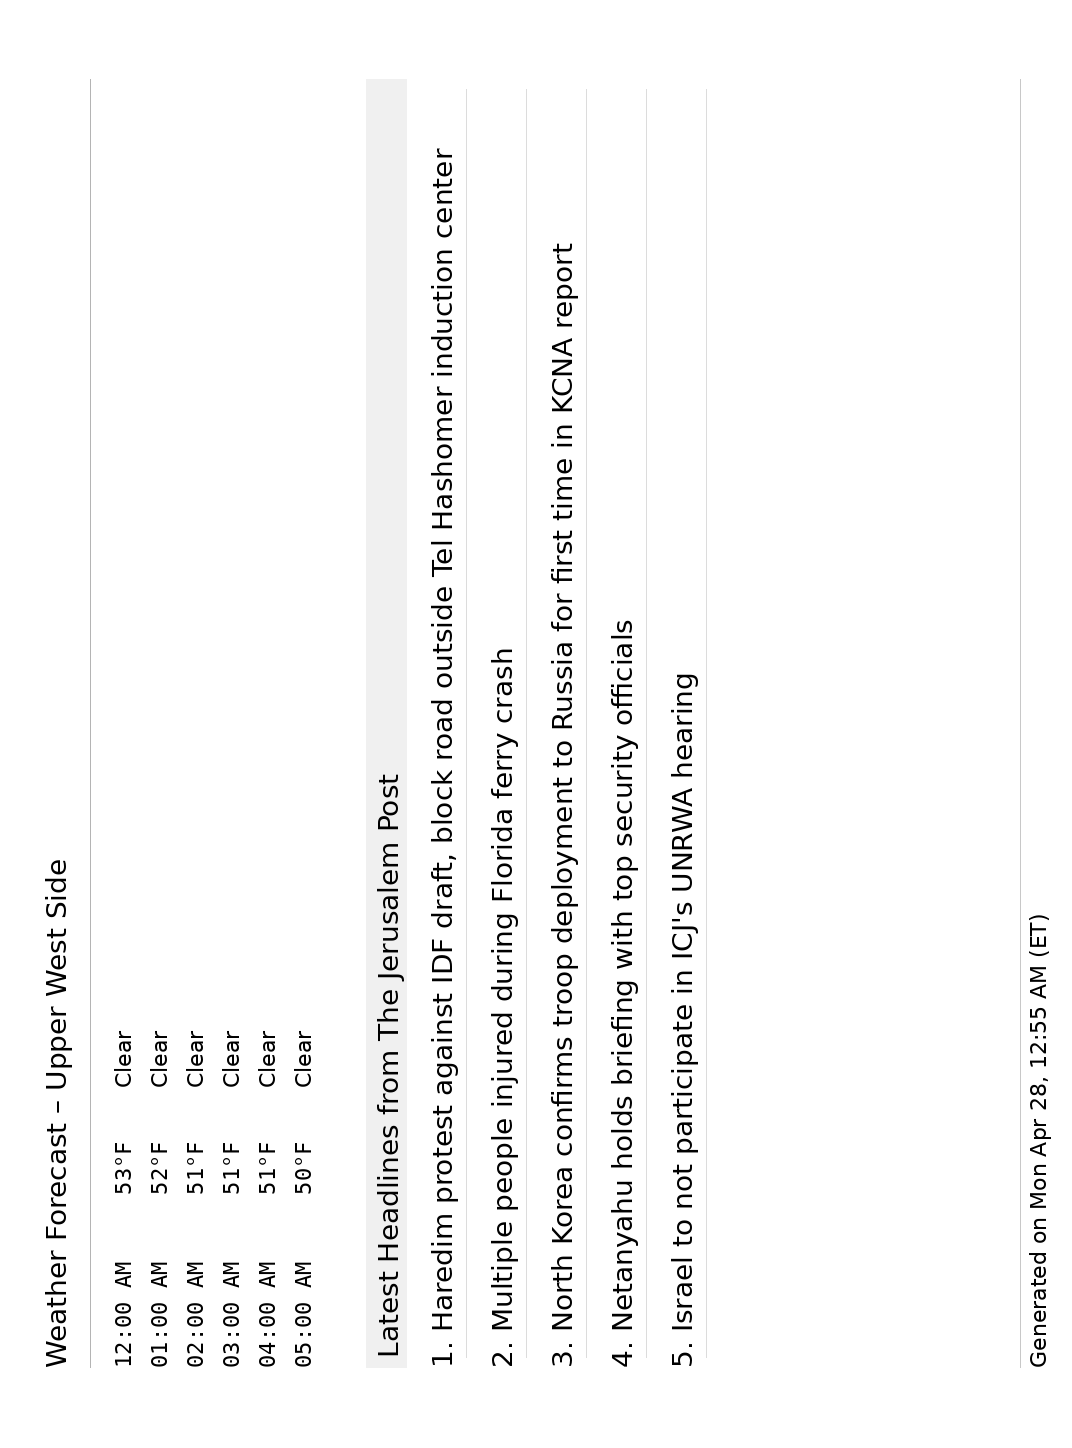 Weather Forecast – Upper West Side
12:00 AM 53°F Clear
01:00 AM 52°F Clear
02:00 AM 51°F Clear
03:00 AM 51°F Clear
04:00 AM 51°F Clear
05:00 AM 50°F Clear
Latest Headlines from The Jerusalem Post
1. Haredim protest against IDF draft, block road outside Tel Hashomer induction center
2. Multiple people injured during Florida ferry crash
3. North Korea confirms troop deployment to Russia for first time in KCNA report
4. Netanyahu holds briefing with top security officials
5. Israel to not participate in ICJ's UNRWA hearing
Generated on Mon Apr 28, 12:55 AM (ET)